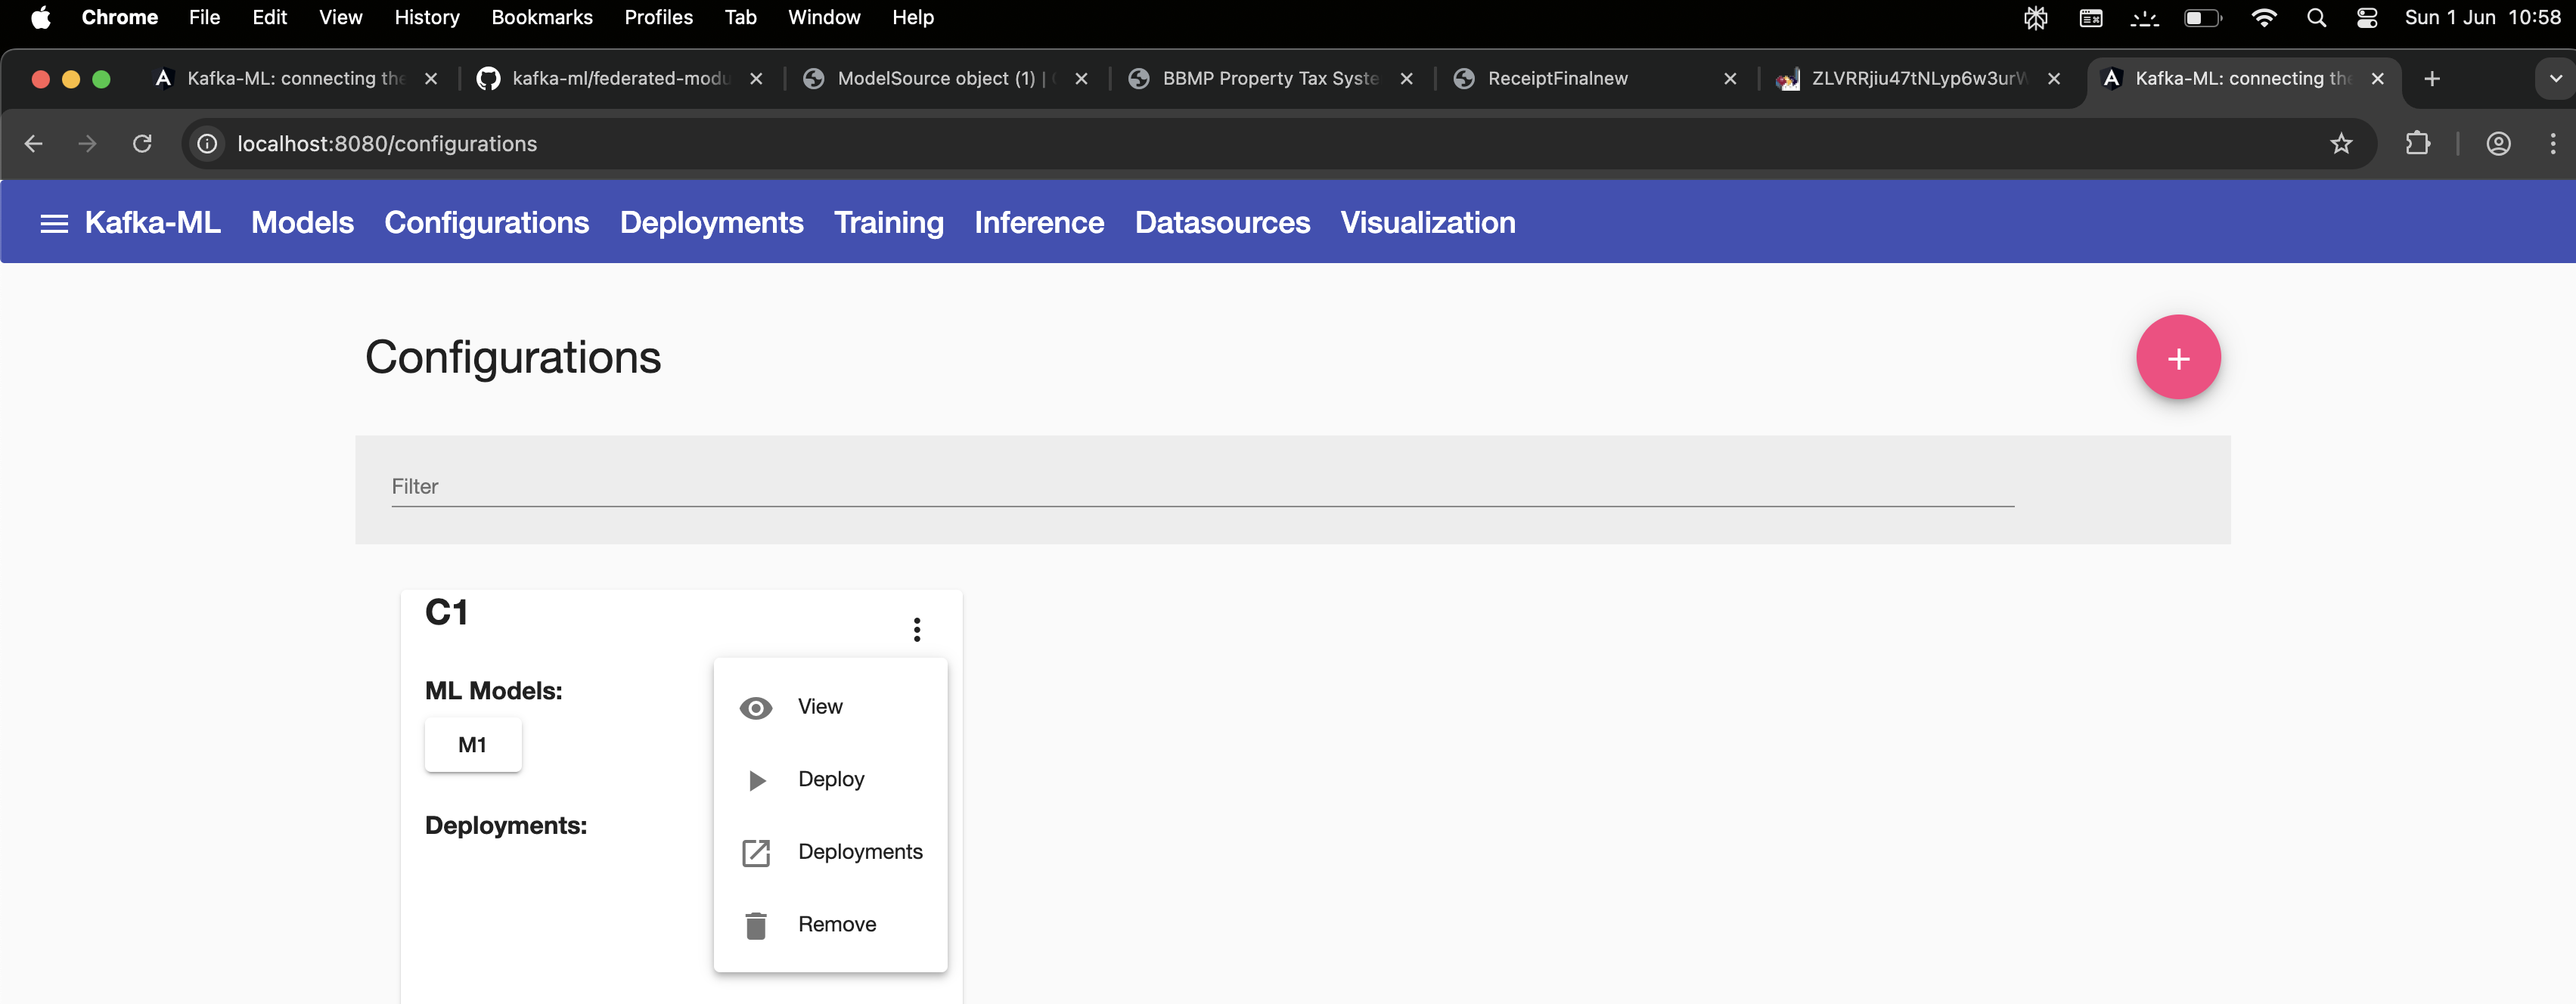 Chrome File Edit View History Bookmarks Profiles Tab Window Help Sun 1 Jun 10:58
Kafka-ML: connecting the kafka-ml/federated-modu ModelSource object (1) | BBMP Property Tax Syste ReceiptFinalnew ZLVRRjiu47tNLyp6w3urW Kafka-ML: connecting the
localhost:8080/configurations
Kafka-ML Models Configurations Deployments Training Inference Datasources Visualization
Configurations
+
Filter
C1
ML Models:
M1
Deployments:
View
Deploy
Deployments
Remove